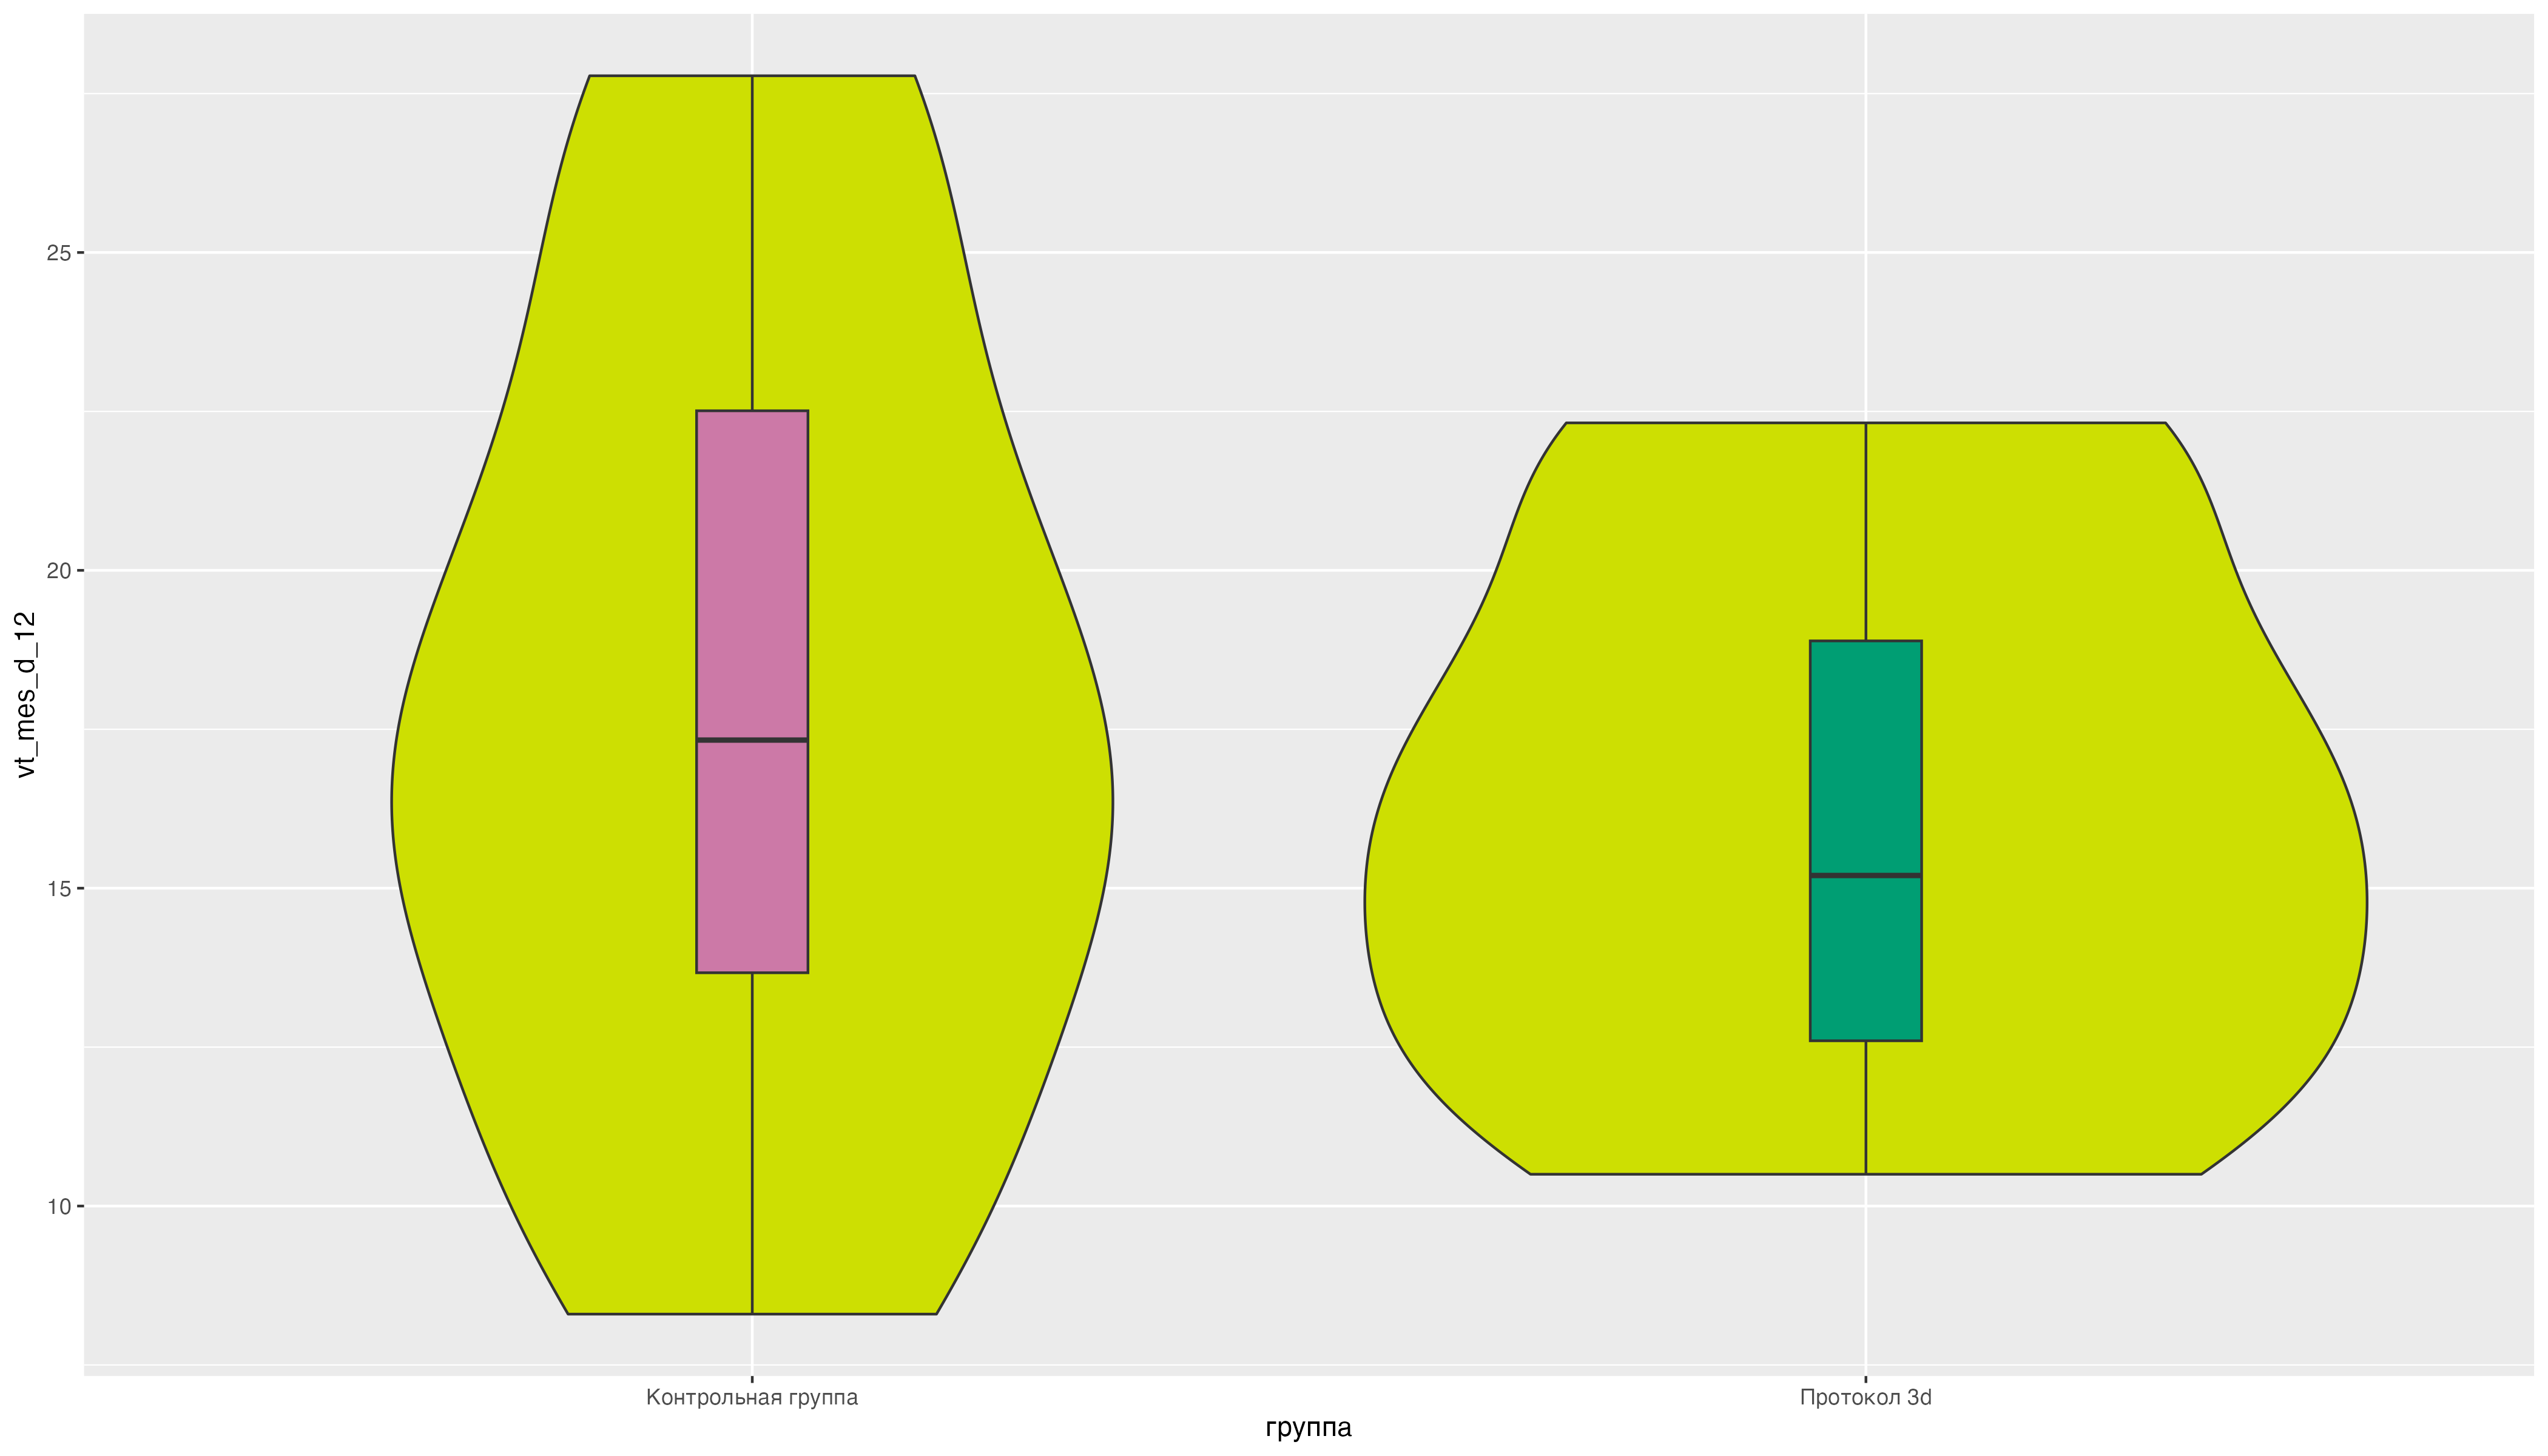 vt_mes_d_12
25
20
15
10
Контрольная группа
Протокол 3d
группа